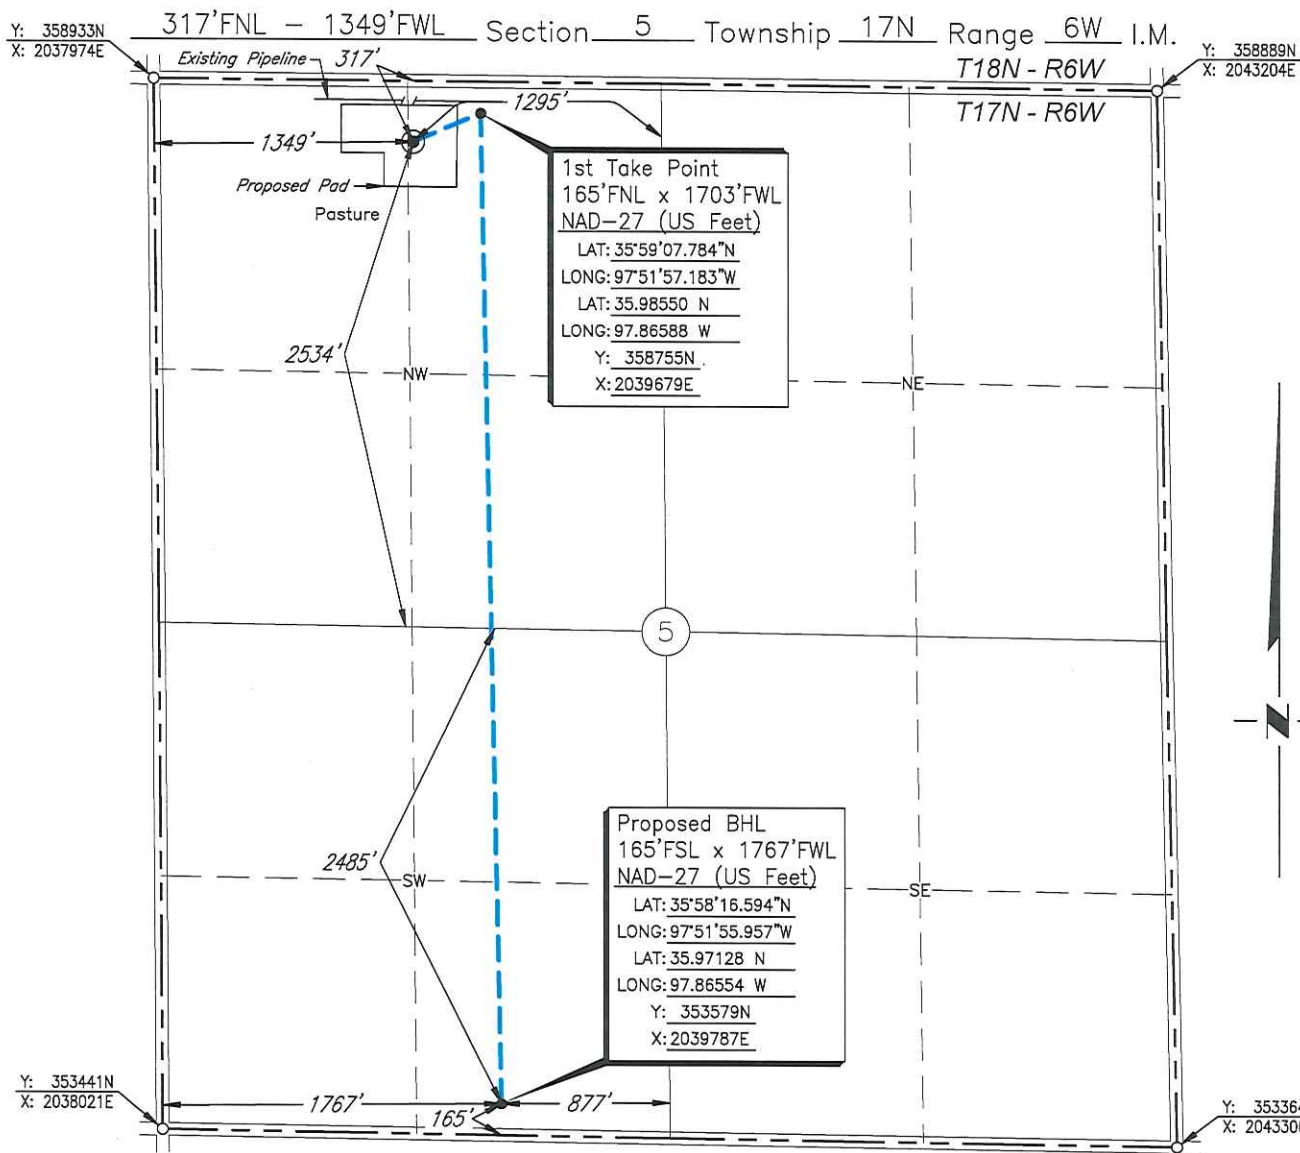 317'FNL – 1349'FWL Section 5 Township 17N Range 6W I.M.
Y: 358933N
X: 2037974E
Y: 358889N
X: 2043204E
T18N - R6W
T17N - R6W
Existing Pipeline
317'
1295'
1349'
Proposed Pad
Pasture
1st Take Point
165'FNL x 1703'FWL
NAD-27 (US Feet)
LAT: 35°59'07.784"N
LONG: 97°51'57.183"W
LAT: 35.98550 N
LONG: 97.86588 W
Y: 358755N
X: 2039679E
2534'
NW
NE
5
N
2485'
SW
SE
Proposed BHL
165'FSL x 1767'FWL
NAD-27 (US Feet)
LAT: 35°58'16.594"N
LONG: 97°51'55.957"W
LAT: 35.97128 N
LONG: 97.86554 W
Y: 353579N
X: 2039787E
Y: 353441N
X: 2038021E
1767'
877'
165'
Y: 353364
X: 204330